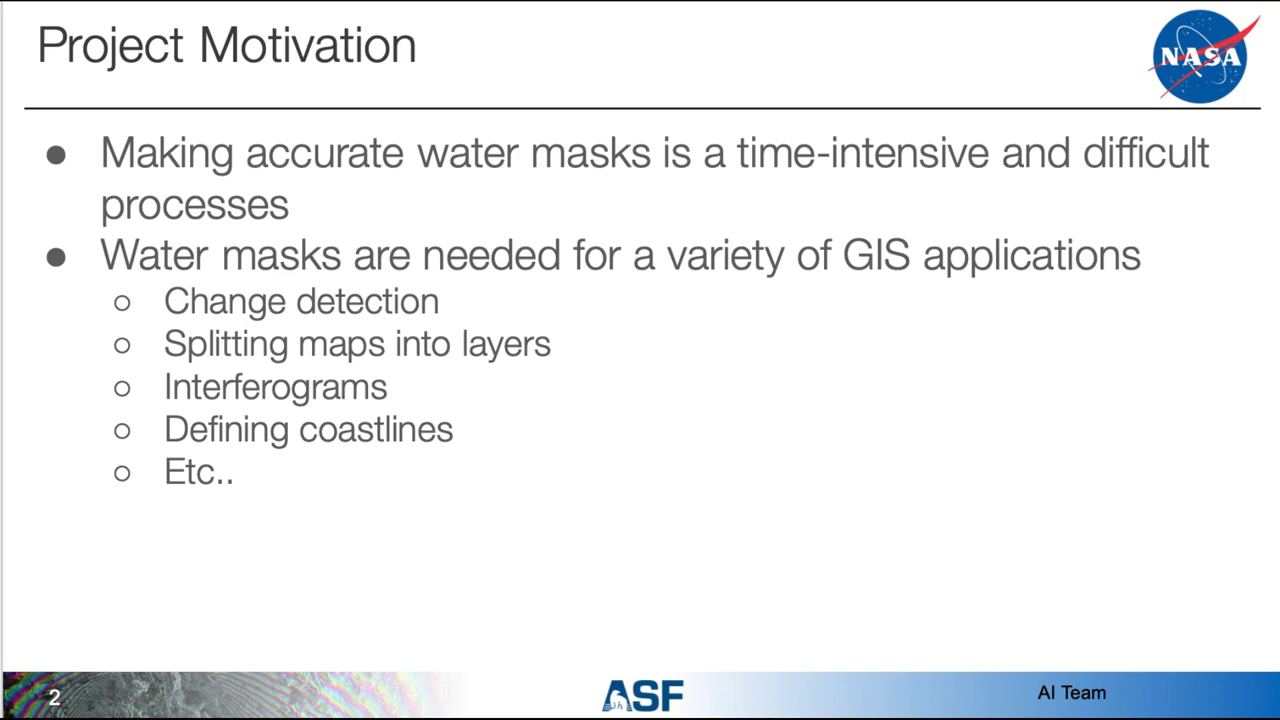 Project Motivation
NASA
● Making accurate water masks is a time-intensive and difficult
processes
● Water masks are needed for a variety of GIS applications
○ Change detection
○ Splitting maps into layers
○ Interferograms
○ Defining coastlines
○ Etc..
2
ASF
AI Team